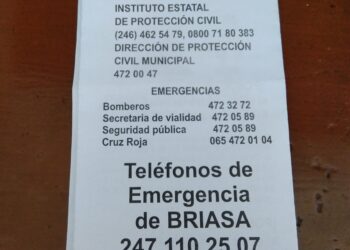 INSTITUTO ESTATAL
DE PROTECCIÓN CIVIL
(246) 462 54 79, 0800 71 80 383
DIRECCIÓN DE PROTECCIÓN
CIVIL MUNICIPAL
472 00 47
EMERGENCIAS
Bomberos 472 32 72
Secretaria de vialidad 472 05 89
Seguridad pública 472 05 89
Cruz Roja 065 472 01 04
Teléfonos de
Emergencia
de BRIASA
247 110 25 07